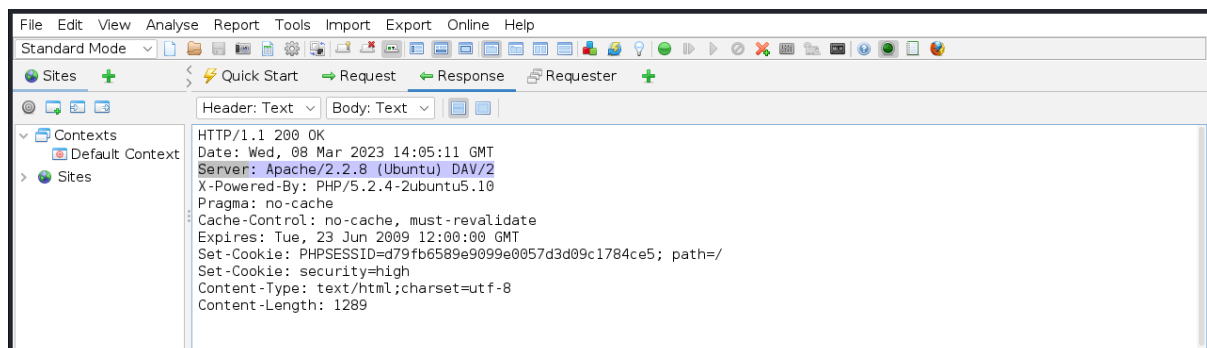 File Edit View Analyse Report Tools Import Export Online Help
Standard Mode
Sites Quick Start Request Response Requester
Header: Text Body: Text
Contexts
Default Context
Sites
HTTP/1.1 200 OK
Date: Wed, 08 Mar 2023 14:05:11 GMT
Server: Apache/2.2.8 (Ubuntu) DAV/2
X-Powered-By: PHP/5.2.4-2ubuntu5.10
Pragma: no-cache
Cache-Control: no-cache, must-revalidate
Expires: Tue, 23 Jun 2009 12:00:00 GMT
Set-Cookie: PHPSESSID=d79fb6589e9099e0057d3d09c1784ce5; path=/
Set-Cookie: security=high
Content-Type: text/html;charset=utf-8
Content-Length: 1289